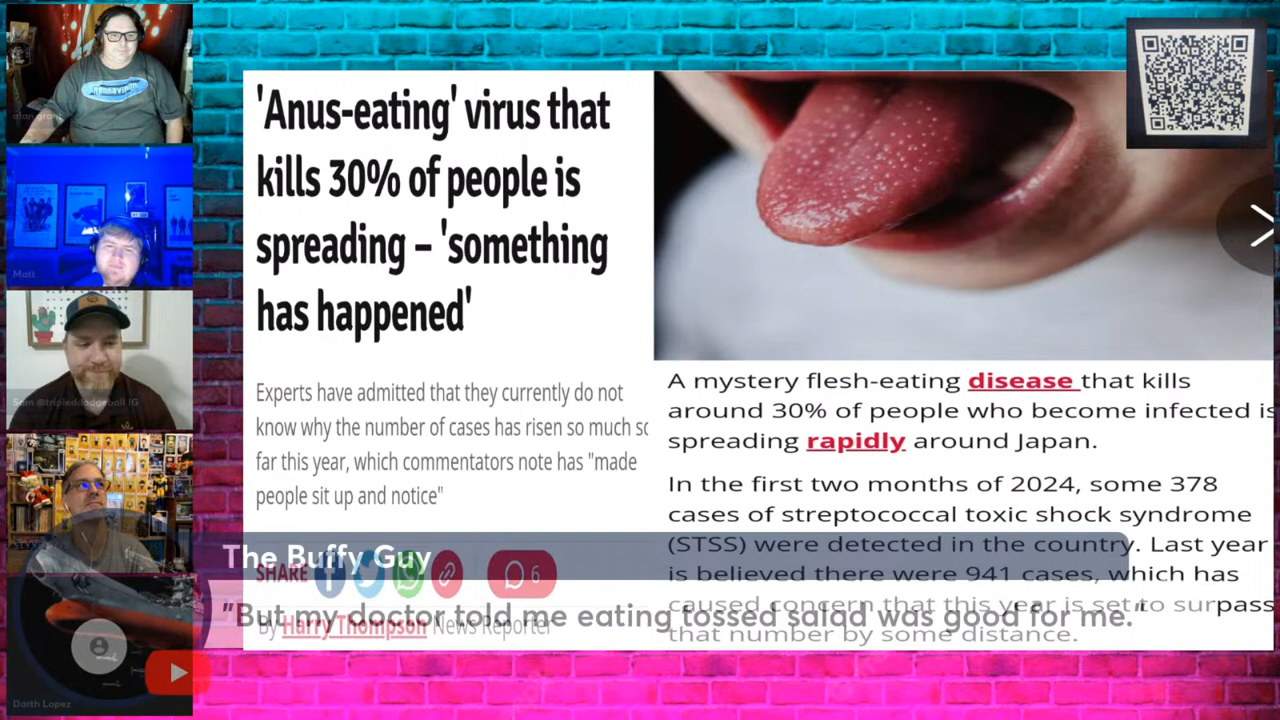 'Anus-eating' virus that
kills 30% of people is
spreading – 'something
has happened'
Experts have admitted that they currently do not
know why the number of cases has risen so much so
far this year, which commentators note has "made
people sit up and notice"
SHARE
6
By Harry Thompson News Reporter
A mystery flesh-eating disease that kills
around 30% of people who become infected is
spreading rapidly around Japan.
In the first two months of 2024, some 378
cases of streptococcal toxic shock syndrome
(STSS) were detected in the country. Last year
is believed there were 941 cases, which has
caused concern that this year is set to surpass
that number by some distance.
The Buffy Guy
"But my doctor told me eating tossed salad was good for me."
alan grant
Matt
Sam @tripleddodgeball IG
Darth Lopez